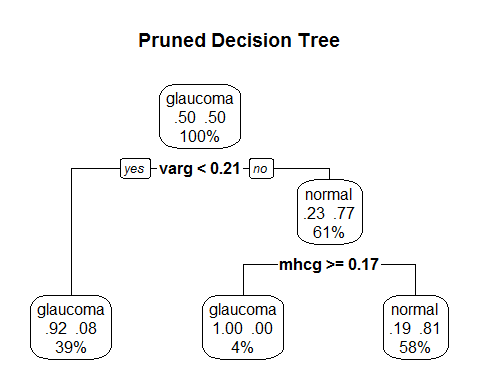 Pruned Decision Tree
glaucoma
.50 .50
100%
yes varg < 0.21 no
normal
.23 .77
61%
mhcg >= 0.17
glaucoma
.92 .08
39%
glaucoma
1.00 .00
4%
normal
.19 .81
58%